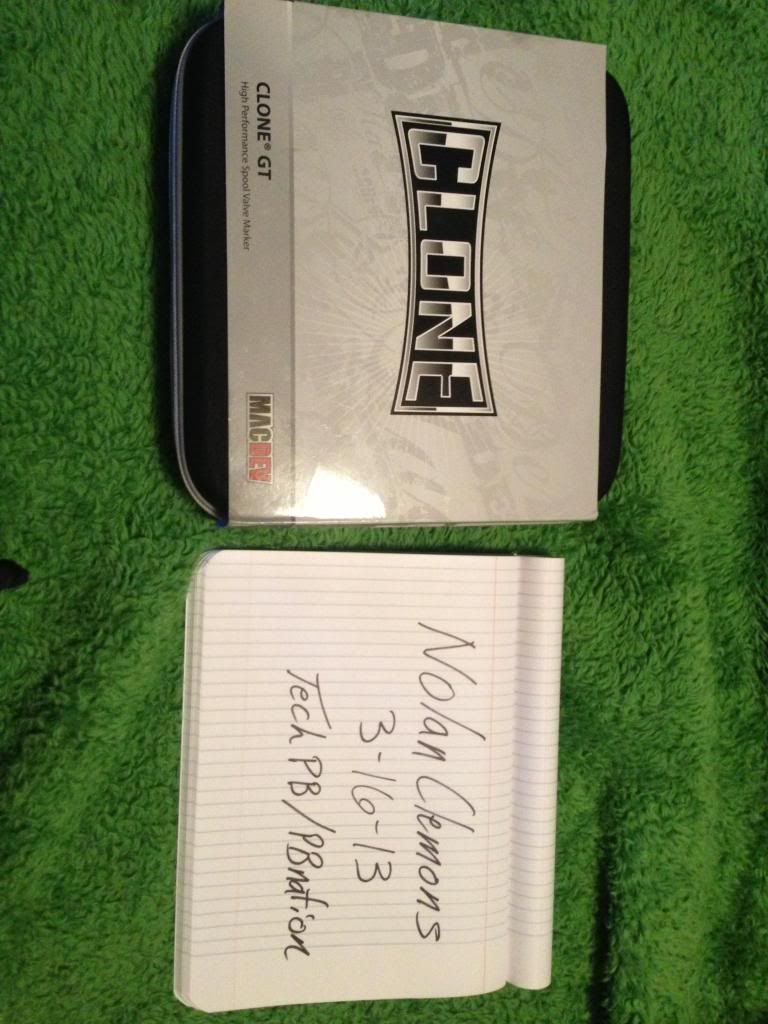 CLONE
CLONE® GT
High Performance Spool Valve Marker
MACDEV
Nolan Clemons
3-16-13
Tech PB/PBnation